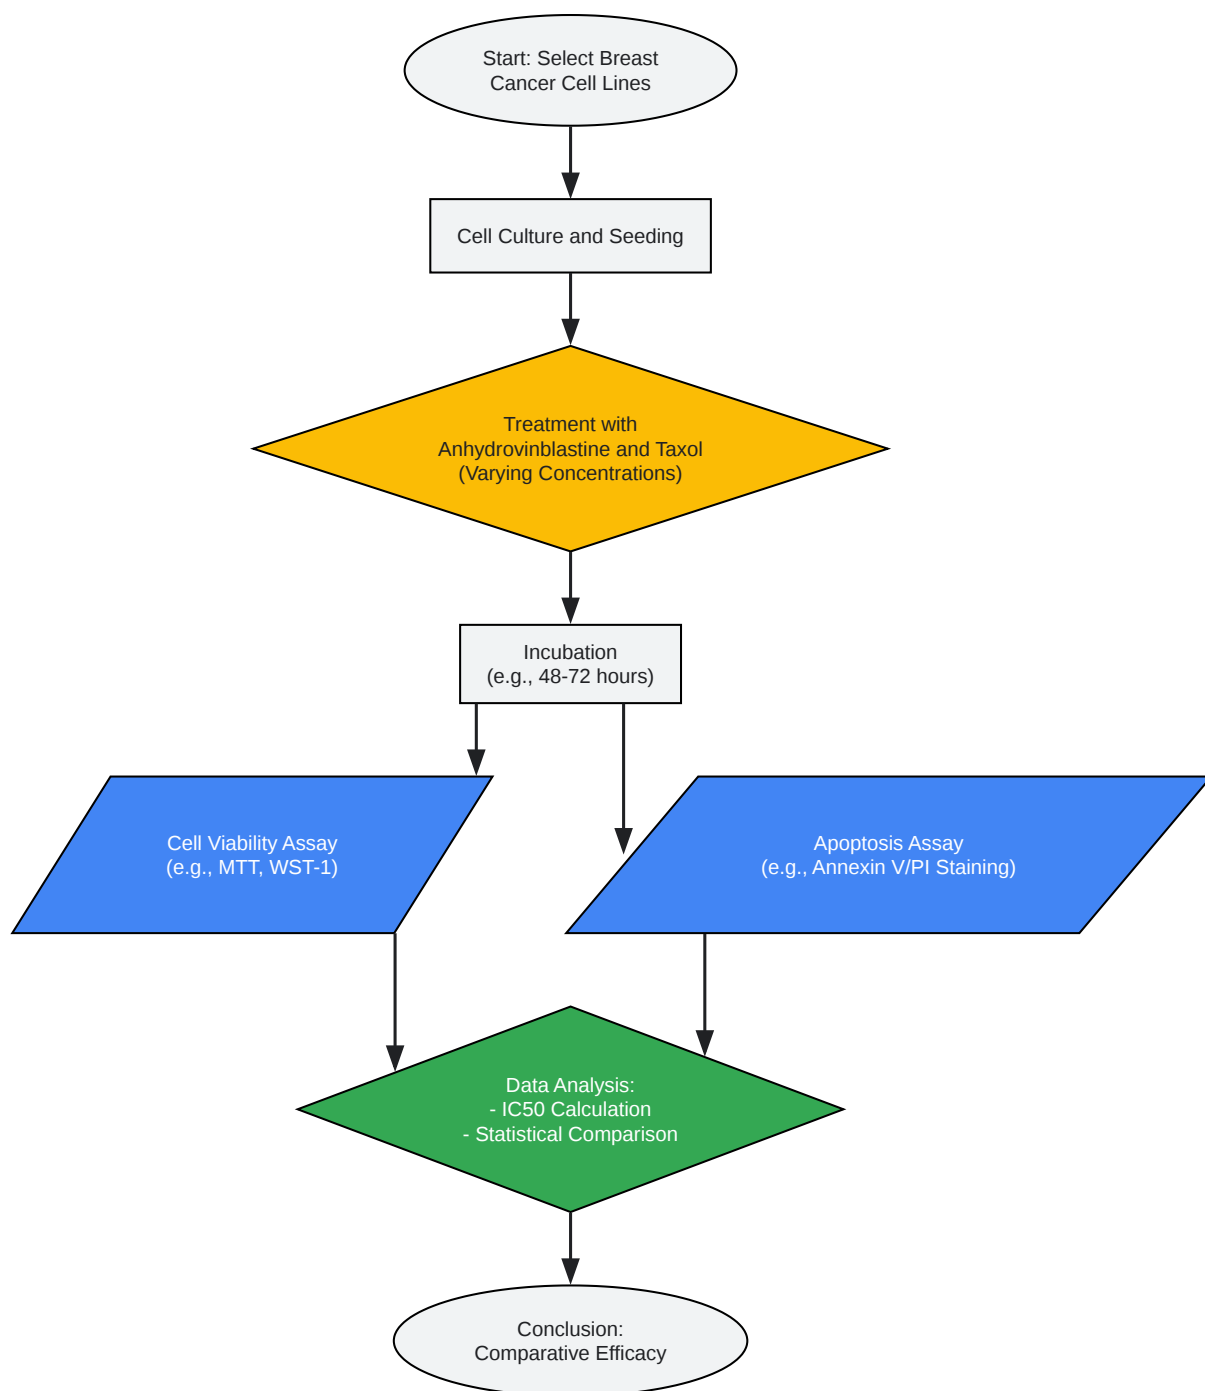 Start: Select Breast
Cancer Cell Lines
Cell Culture and Seeding
Treatment with
Anhydrovinblastine and Taxol
(Varying Concentrations)
Incubation
(e.g., 48-72 hours)
Cell Viability Assay
(e.g., MTT, WST-1)
Apoptosis Assay
(e.g., Annexin V/PI Staining)
Data Analysis:
- IC50 Calculation
- Statistical Comparison
Conclusion:
Comparative Efficacy